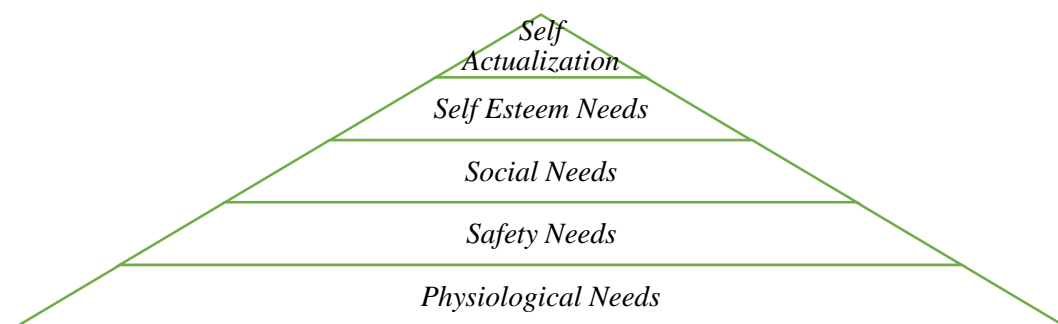 Self
Actualization
Self Esteem Needs
Social Needs
Safety Needs
Physiological Needs